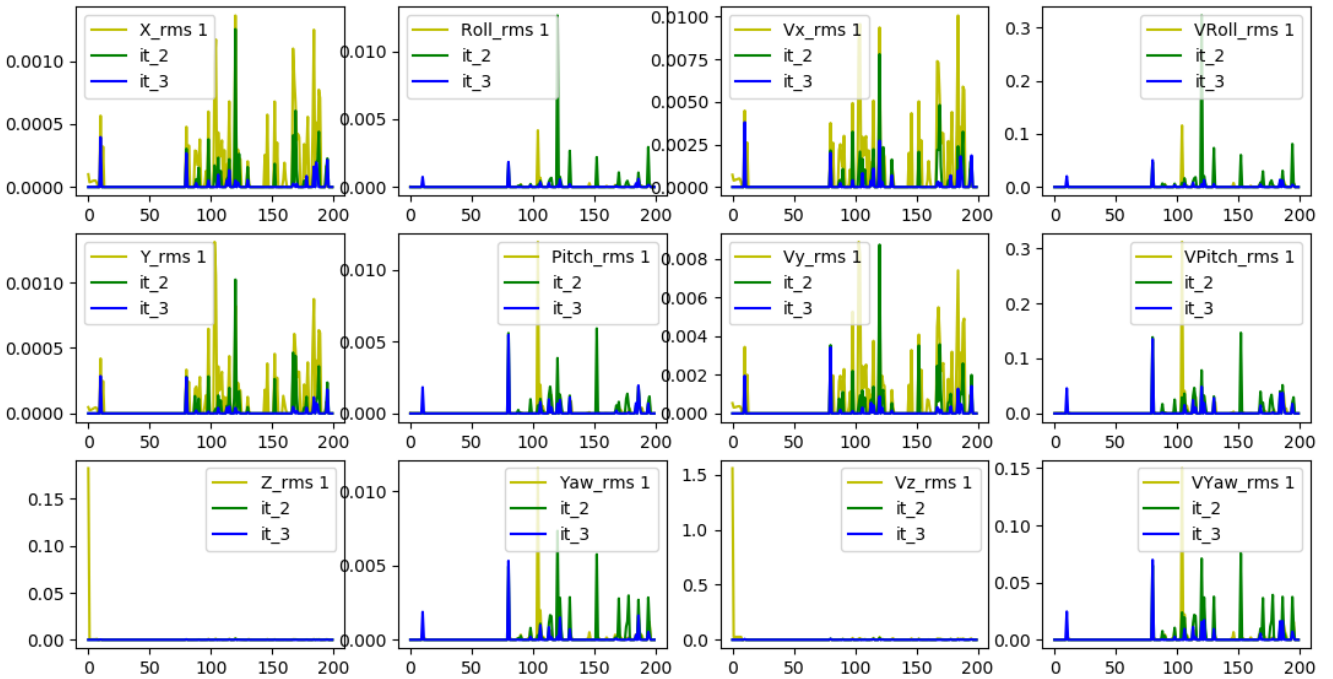 X_rms 1
it_2
it_3
0.0010
0.0005
0.0000
0 50 100 150 200
Roll_rms 1
it_2
it_3
0.010
0.005
0.000
0 50 100 150 200
Vx_rms 1
it_2
it_3
0.0100
0.0075
0.0050
0.0025
0.0000
0 50 100 150 200
VRoll_rms 1
it_2
it_3
0.3
0.2
0.1
0.0
0 50 100 150 200
Y_rms 1
it_2
it_3
0.0010
0.0005
0.0000
0 50 100 150 200
Pitch_rms 1
it_2
it_3
0.010
0.005
0.000
0 50 100 150 200
Vy_rms 1
it_2
it_3
0.008
0.006
0.004
0.002
0.000
0 50 100 150 200
VPitch_rms 1
it_2
it_3
0.3
0.2
0.1
0.0
0 50 100 150 200
Z_rms 1
it_2
it_3
0.15
0.10
0.05
0.00
0 50 100 150 200
Yaw_rms 1
it_2
it_3
0.010
0.005
0.000
0 50 100 150 200
Vz_rms 1
it_2
it_3
1.5
1.0
0.5
0.0
0 50 100 150 200
VYaw_rms 1
it_2
it_3
0.15
0.10
0.05
0.00
0 50 100 150 200